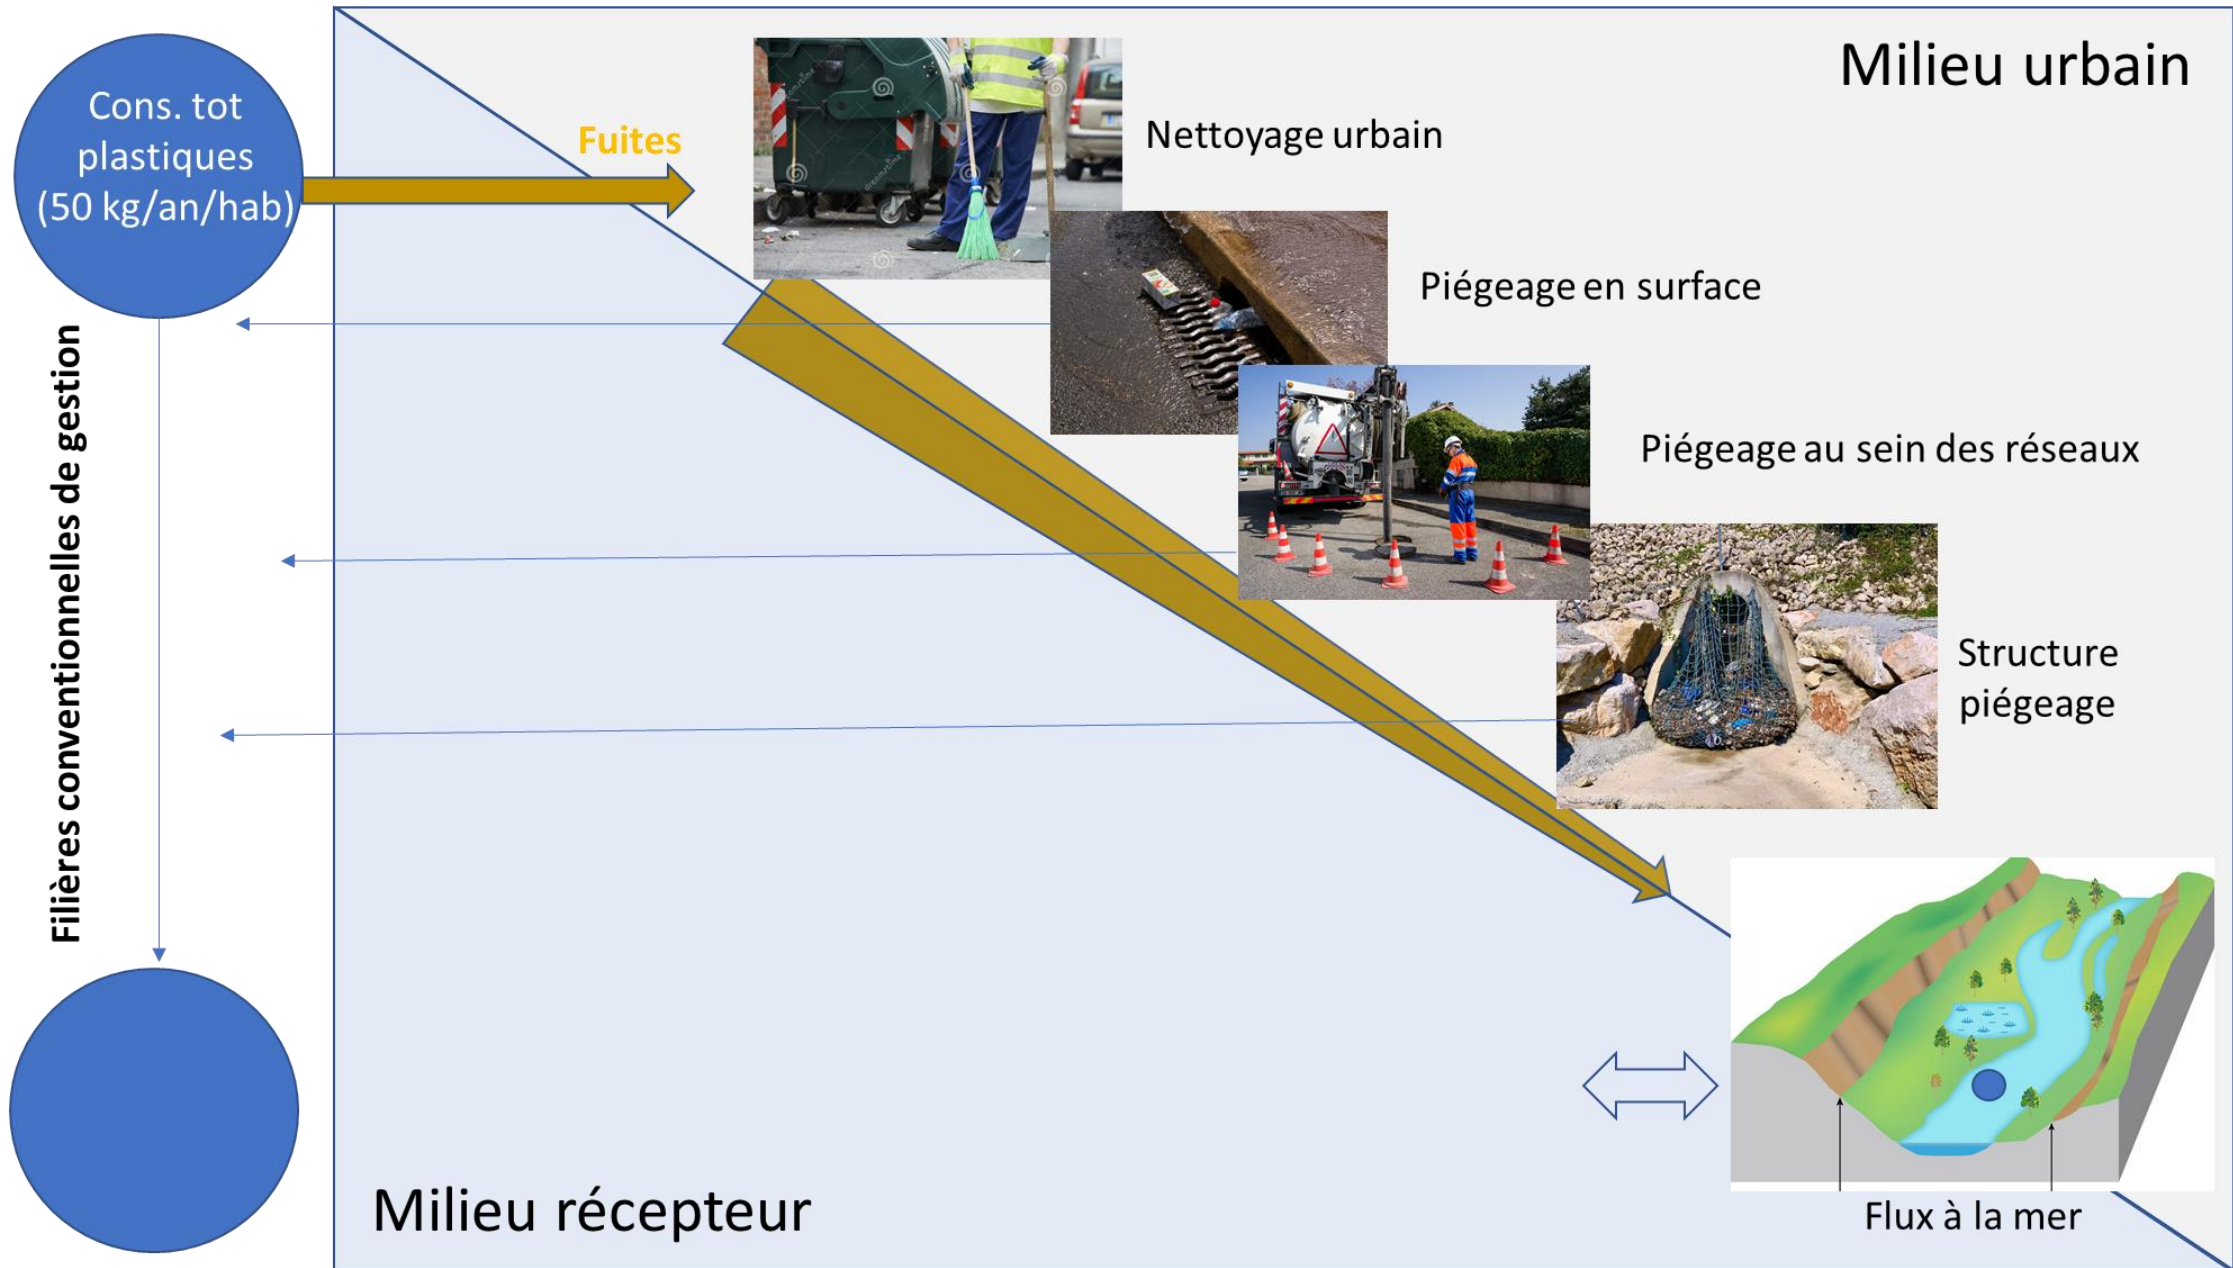 Milieu urbain
Cons. tot
plastiques
(50 kg/an/hab)
Fuites
Nettoyage urbain
Piégeage en surface
Piégeage au sein des réseaux
Structure
piégeage
Filières conventionnelles de gestion
Milieu récepteur
Flux à la mer